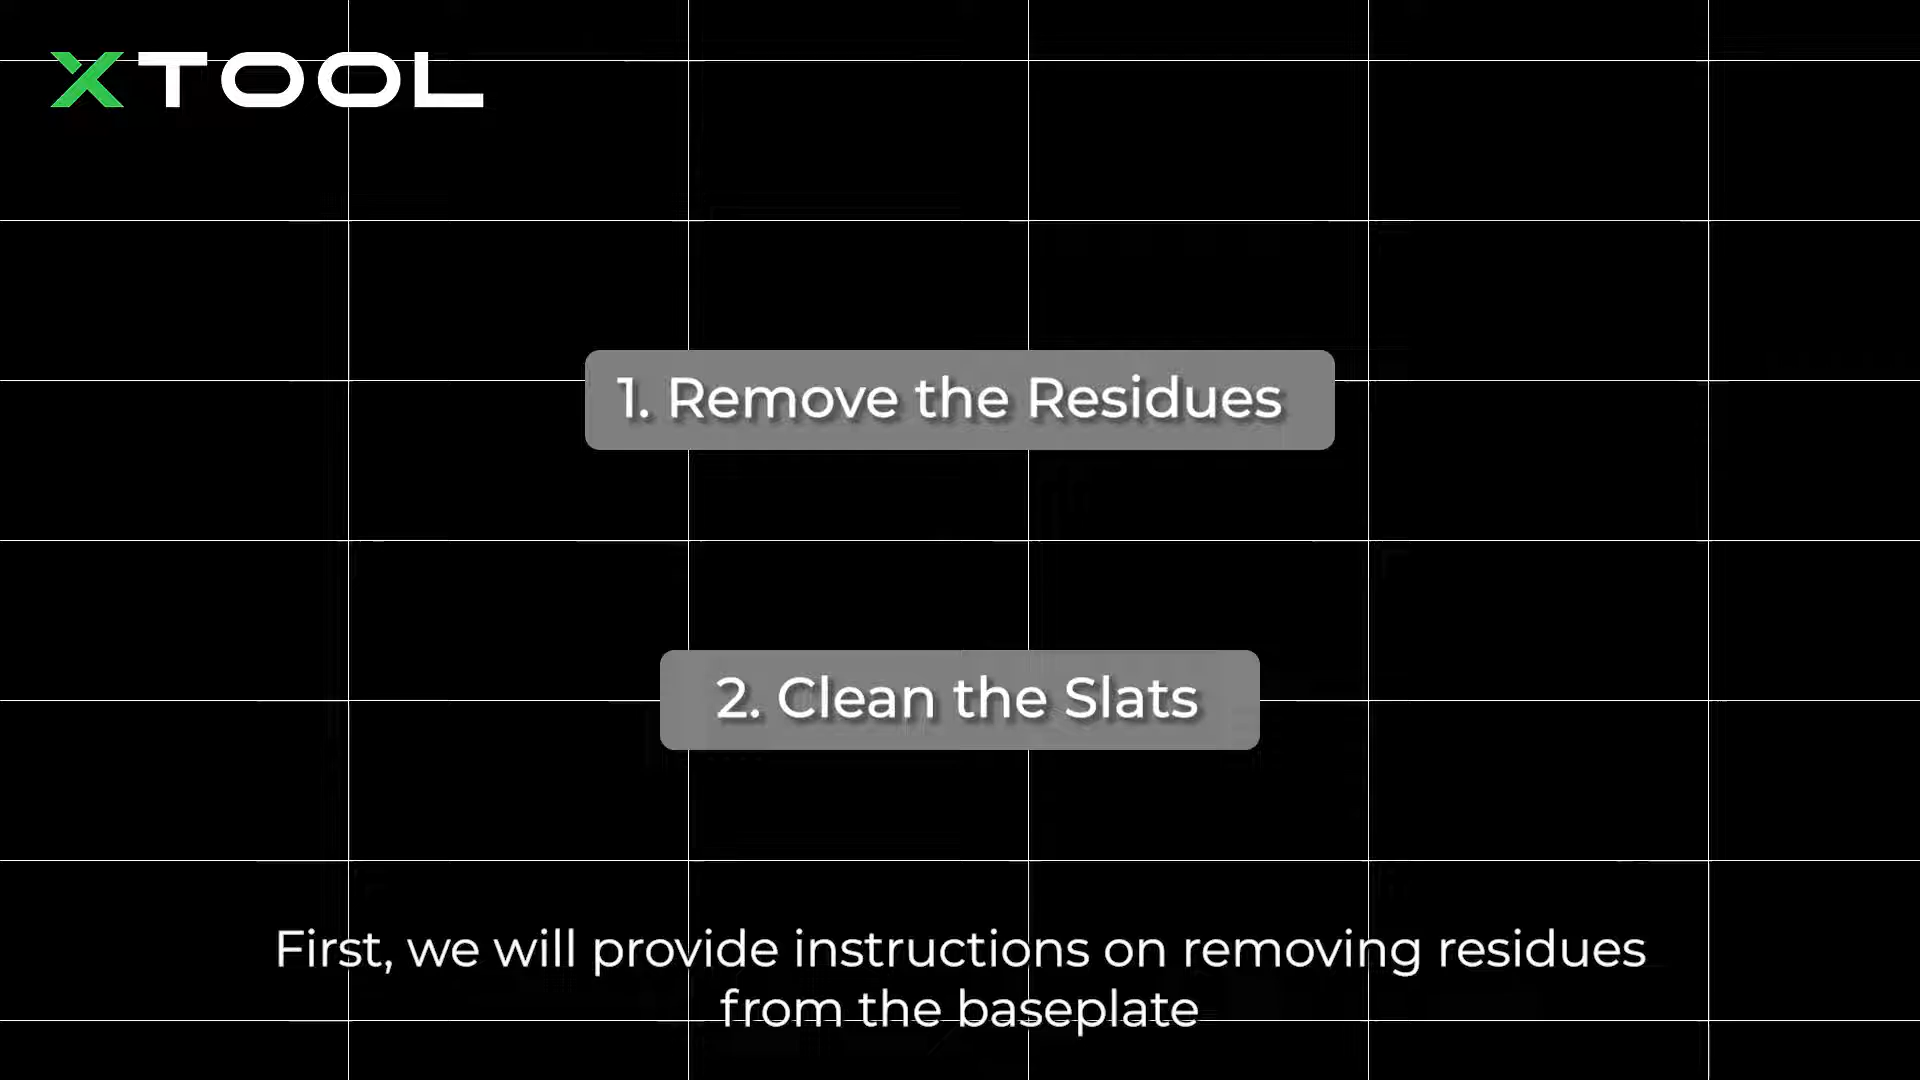 XTOOL
1. Remove the Residues
2. Clean the Slats
First, we will provide instructions on removing residues
from the baseplate